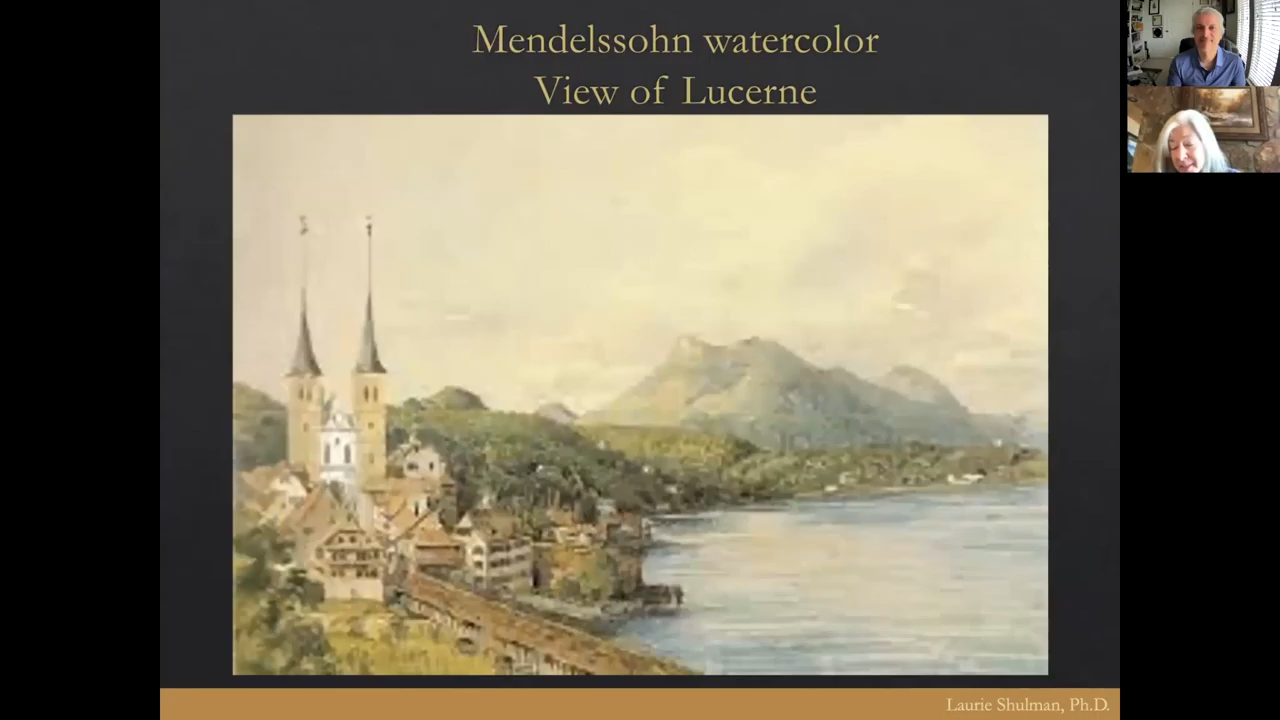 Mendelssohn watercolor
View of Lucerne
Laurie Shulman, Ph.D.